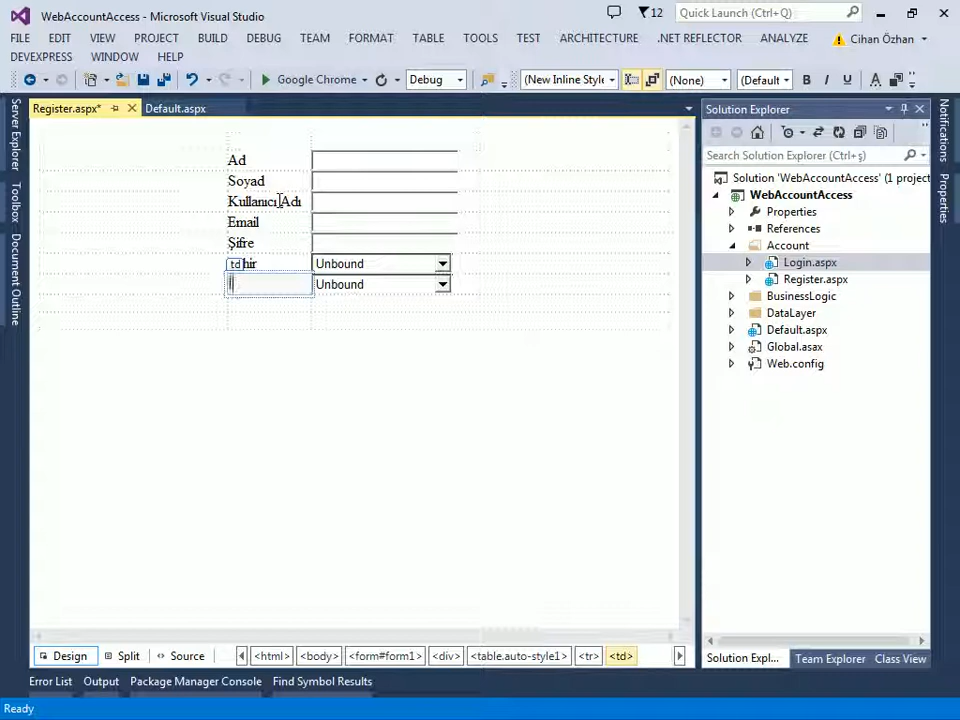 WebAccountAccess - Microsoft Visual Studio
12
Quick Launch (Ctrl+Q)
FILE EDIT VIEW PROJECT BUILD DEBUG TEAM FORMAT TABLE TOOLS TEST ARCHITECTURE .NET REFLECTOR ANALYZE
Cihan Özhan
DEVEXPRESS WINDOW HELP
Google Chrome
Debug
(New Inline Style
(None)
(Default
B I U A
Register.aspx*
Default.aspx
Solution Explorer
Search Solution Explorer (Ctrl+ş)
Solution 'WebAccountAccess' (1 project
WebAccountAccess
Properties
References
Account
Login.aspx
Register.aspx
BusinessLogic
DataLayer
Default.aspx
Global.asax
Web.config
Server Explorer
Toolbox
Document Outline
Notifications
Properties
Ad
Soyad
Kullanıcı Adı
Email
Şifre
td hir
Unbound
Unbound
Design
Split
Source
<html> <body> <form#form1> <div> <table.auto-style1> <tr> <td>
Solution Expl...
Team Explorer
Class View
Error List
Output
Package Manager Console
Find Symbol Results
Ready